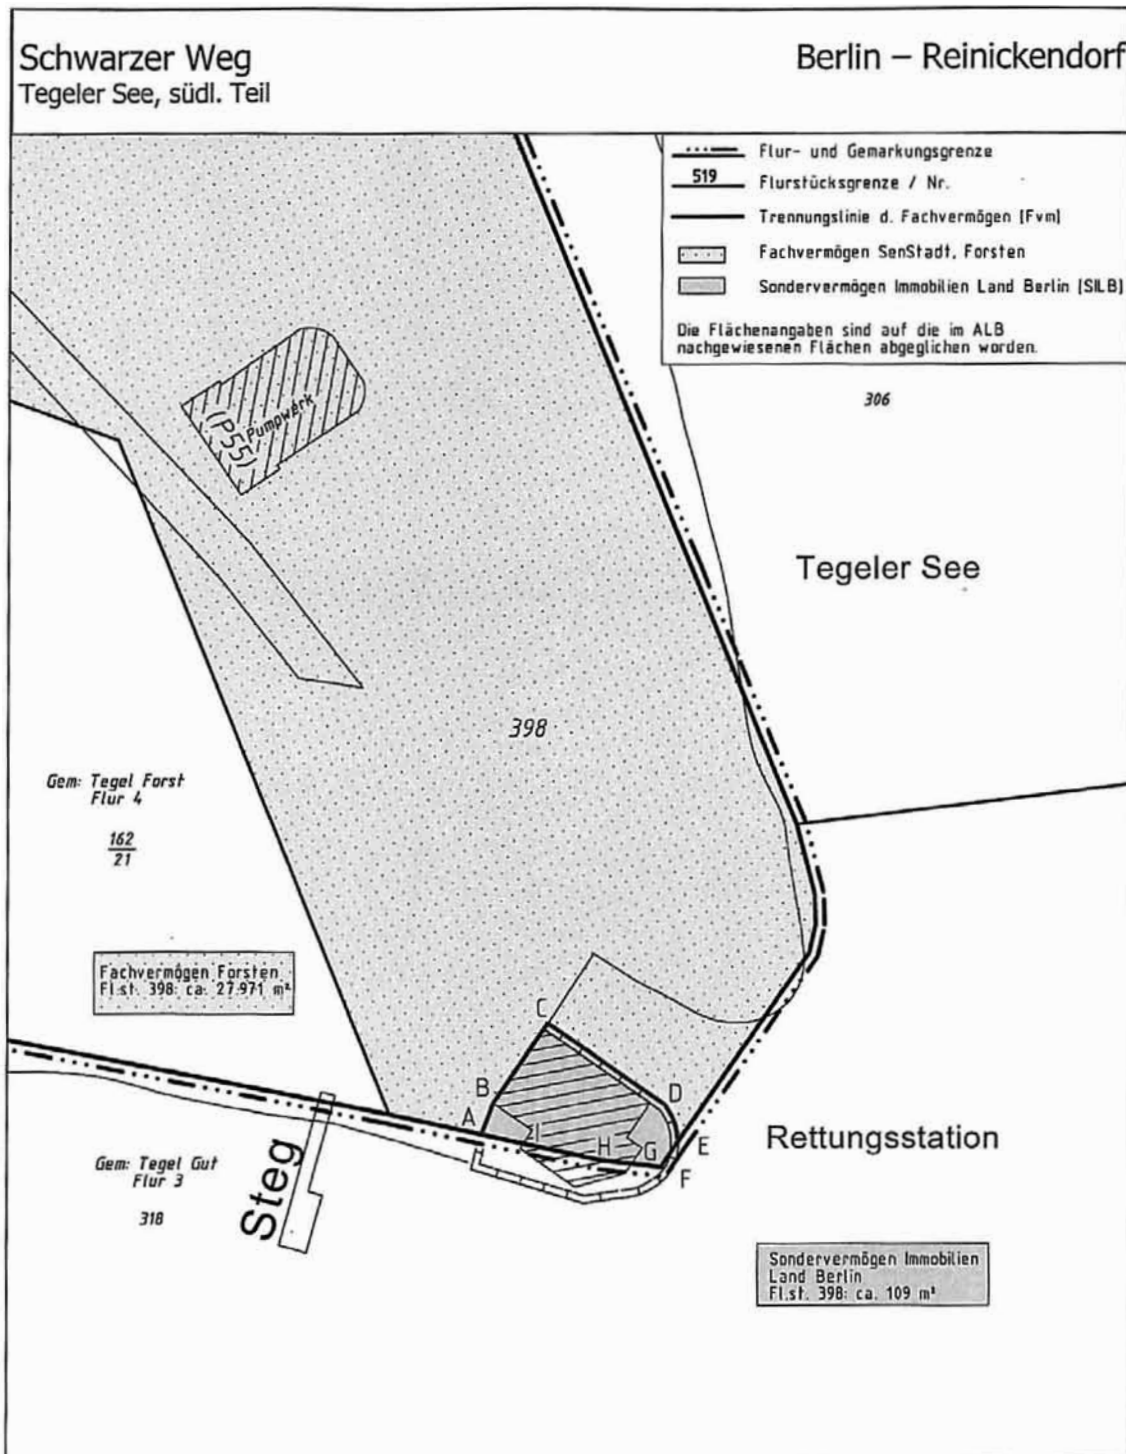 Schwarzer Weg
Tegeler See, südl. Teil
Berlin – Reinickendorf
Flur- und Gemarkungsgrenze
519
Flurstücksgrenze / Nr.
Trennungslinie d. Fachvermögen (Fvm)
Fachvermögen SenStadt, Forsten
Sondervermögen Immobilien Land Berlin (SILB)
Die Flächenangaben sind auf die im ALB
nachgewiesenen Flächen abgeglichen worden.
306
Pumpwerk
(P55)
Tegeler See
398
Gem: Tegel Forst
Flur 4
162
21
Fachvermögen Forsten
Fl.st. 398: ca. 27.971 m²
C
B
D
A
I
H
G
E
F
Rettungsstation
Gem: Tegel Gut
Flur 3
318
Steg
Sondervermögen Immobilien
Land Berlin
Fl.st. 398: ca. 109 m²